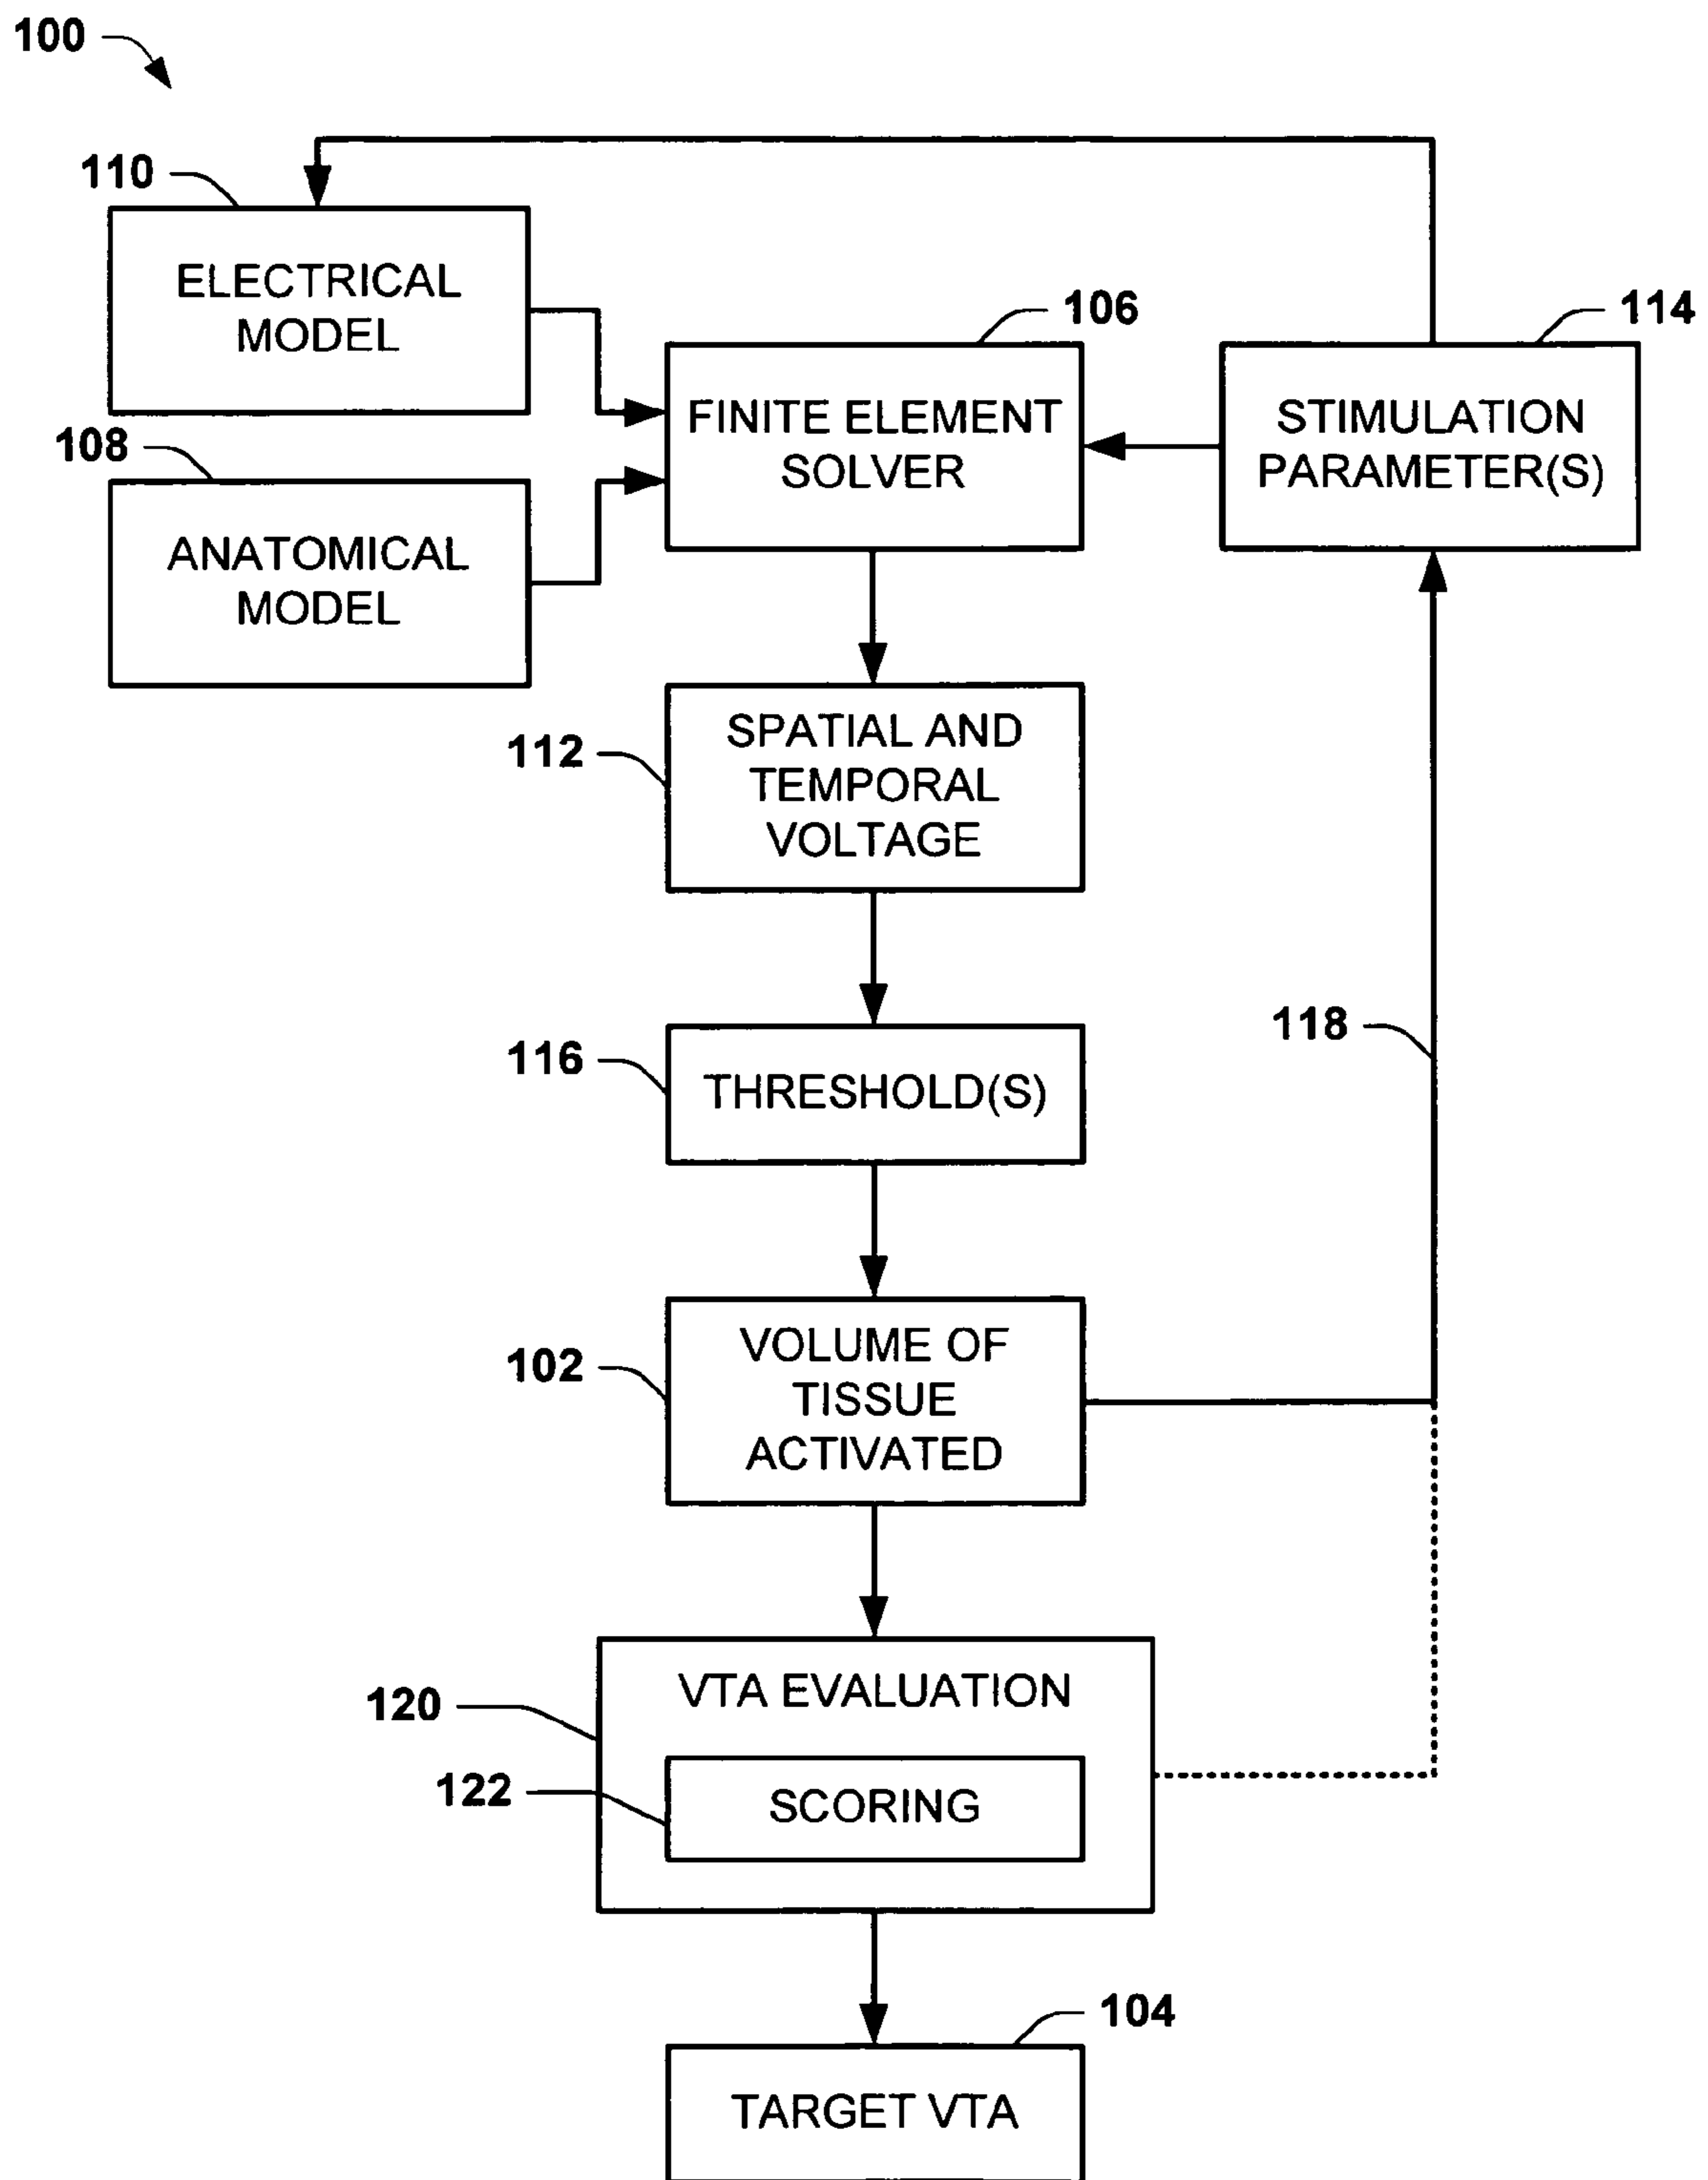 100
110
ELECTRICAL
MODEL
106
114
FINITE ELEMENT
SOLVER
STIMULATION
PARAMETER(S)
108
ANATOMICAL
MODEL
112
SPATIAL AND
TEMPORAL
VOLTAGE
118
116
THRESHOLD(S)
102
VOLUME OF
TISSUE
ACTIVATED
120
VTA EVALUATION
122
SCORING
104
TARGET VTA